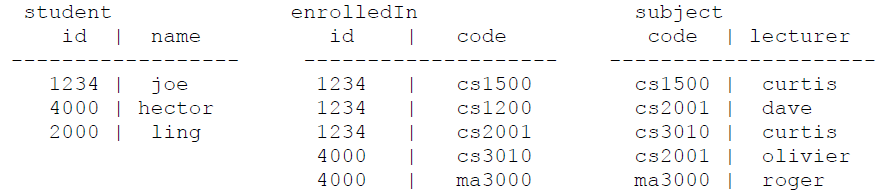 student enrolledIn subject
id | name id | code code | lecturer
------------------- --------------------- ----------------------
1234 | joe 1234 | cs1500 cs1500 | curtis
4000 | hector 1234 | cs1200 cs2001 | dave
2000 | ling 1234 | cs2001 cs3010 | curtis
4000 | cs3010 cs2001 | olivier
4000 | ma3000 ma3000 | roger